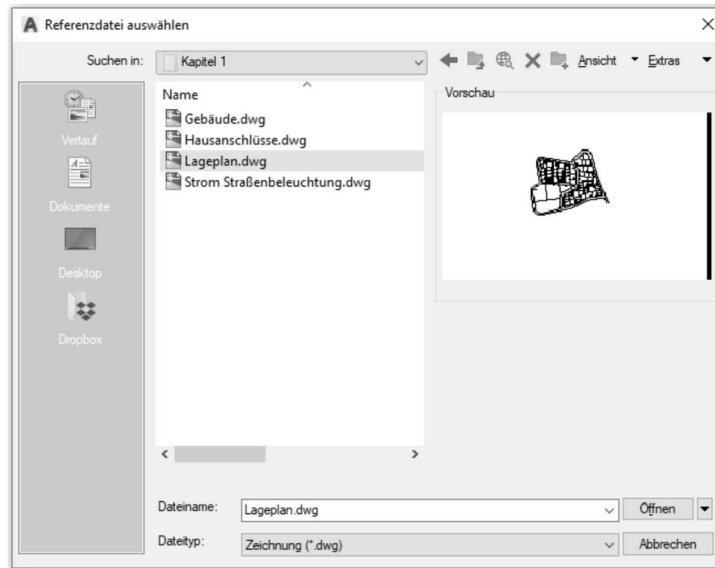 Referenzdatei auswählen
Suchen in: Kapitel 1 Ansicht Extras
Verlauf
Dokumente
Desktop
Dropbox
Name
Gebäude.dwg
Hausanschlüsse.dwg
Lageplan.dwg
Strom Straßenbeleuchtung.dwg
Vorschau
Dateiname: Lageplan.dwg Öffnen
Dateityp: Zeichnung (*.dwg) Abbrechen